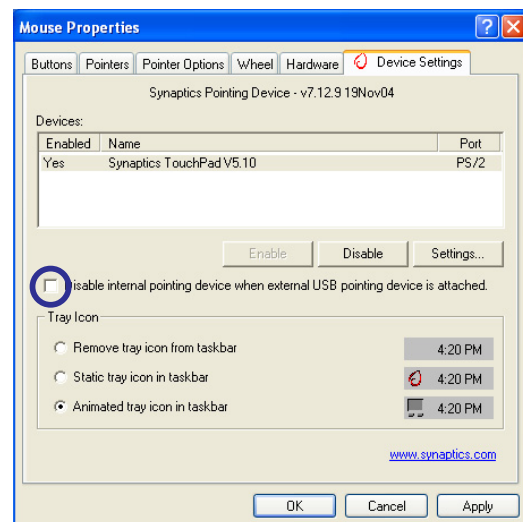 Mouse Properties
Buttons Pointers Pointer Options Wheel Hardware Device Settings
Synaptics Pointing Device - v7.12.9 19Nov04
Devices:
Enabled Name Port
Yes Synaptics TouchPad V5.10 PS/2
Enable Disable Settings...
Disable internal pointing device when external USB pointing device is attached.
Tray Icon
Remove tray icon from taskbar 4:20 PM
Static tray icon in taskbar 4:20 PM
Animated tray icon in taskbar 4:20 PM
www.synaptics.com
OK Cancel Apply